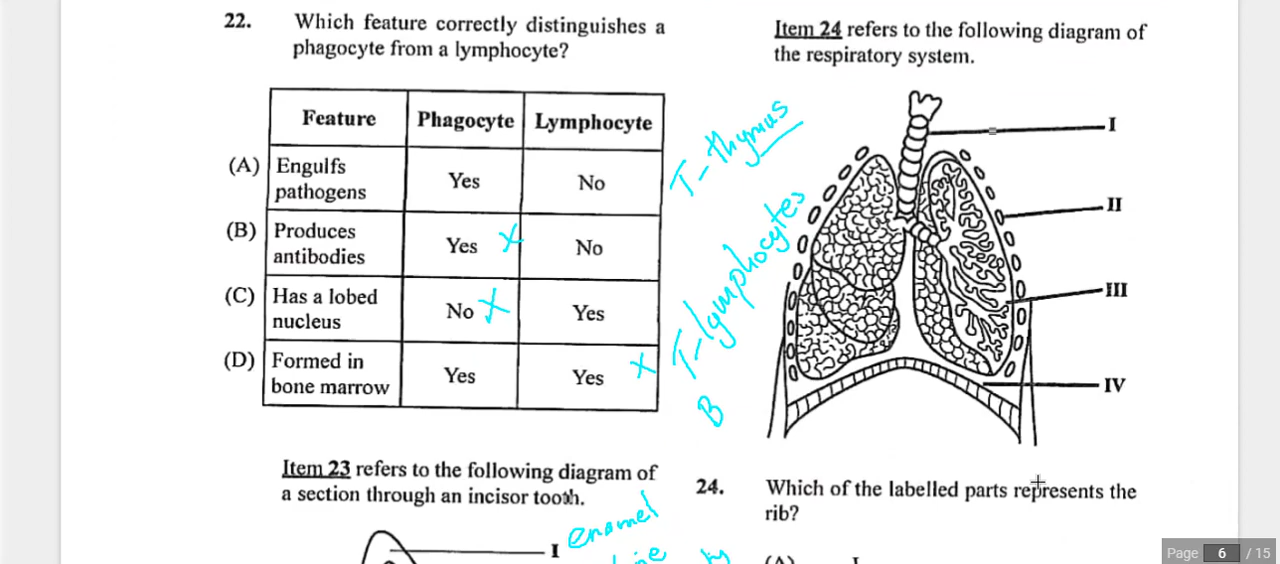 22. Which feature correctly distinguishes a
phagocyte from a lymphocyte?
Feature Phagocyte Lymphocyte
(A) Engulfs pathogens Yes No
(B) Produces antibodies Yes X No
(C) Has a lobed nucleus No X Yes
(D) Formed in bone marrow Yes Yes X
T-thymus
T-lymphocytes
B
Item 23 refers to the following diagram of
a section through an incisor tooth.
I enamel
Item 24 refers to the following diagram of
the respiratory system.
I
II
III
IV
24. Which of the labelled parts represents the
rib?
(A) I
Page 6 / 15